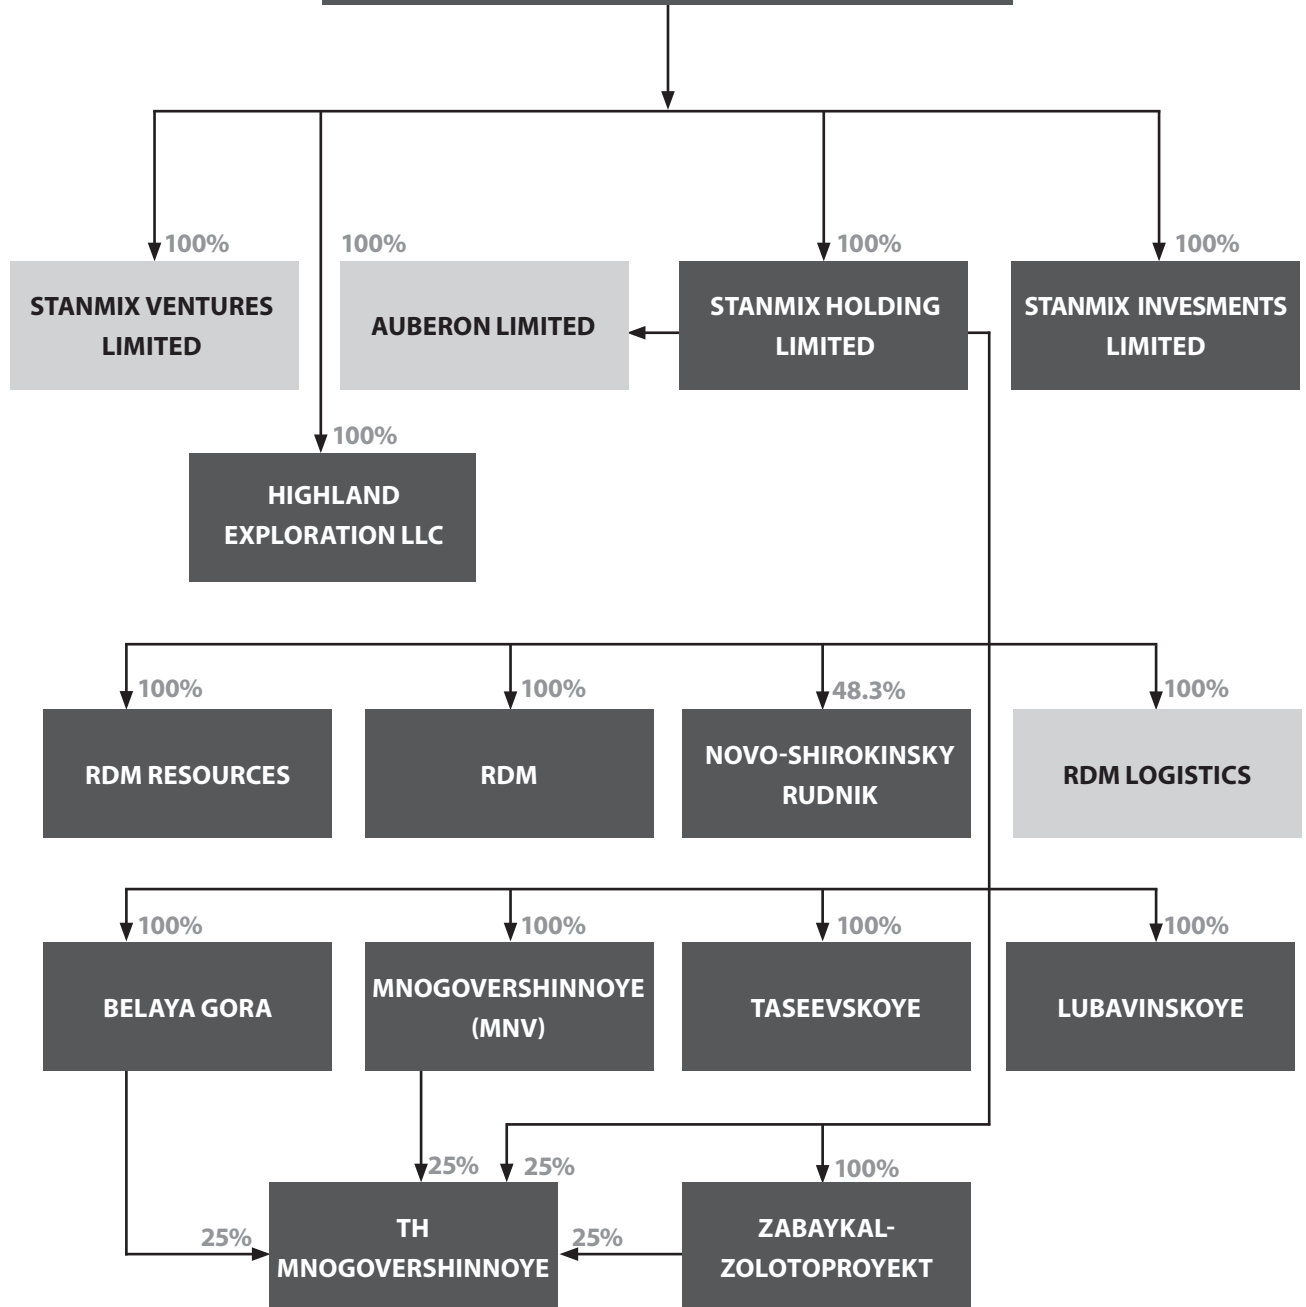 100%
100%
100%
100%
STANMIX VENTURES
LIMITED
AUBERON LIMITED
STANMIX HOLDING
LIMITED
STANMIX INVESMENTS
LIMITED
100%
HIGHLAND
EXPLORATION LLC
100%
100%
48.3%
100%
RDM RESOURCES
RDM
NOVO-SHIROKINSKY
RUDNIK
RDM LOGISTICS
100%
100%
100%
100%
BELAYA GORA
MNOGOVERSHINNOYE
(MNV)
TASEEVSKOYE
LUBAVINSKOYE
25%
25%
100%
25%
25%
TH
MNOGOVERSHINNOYE
ZABAYKAL-
ZOLOTOPROYEKT